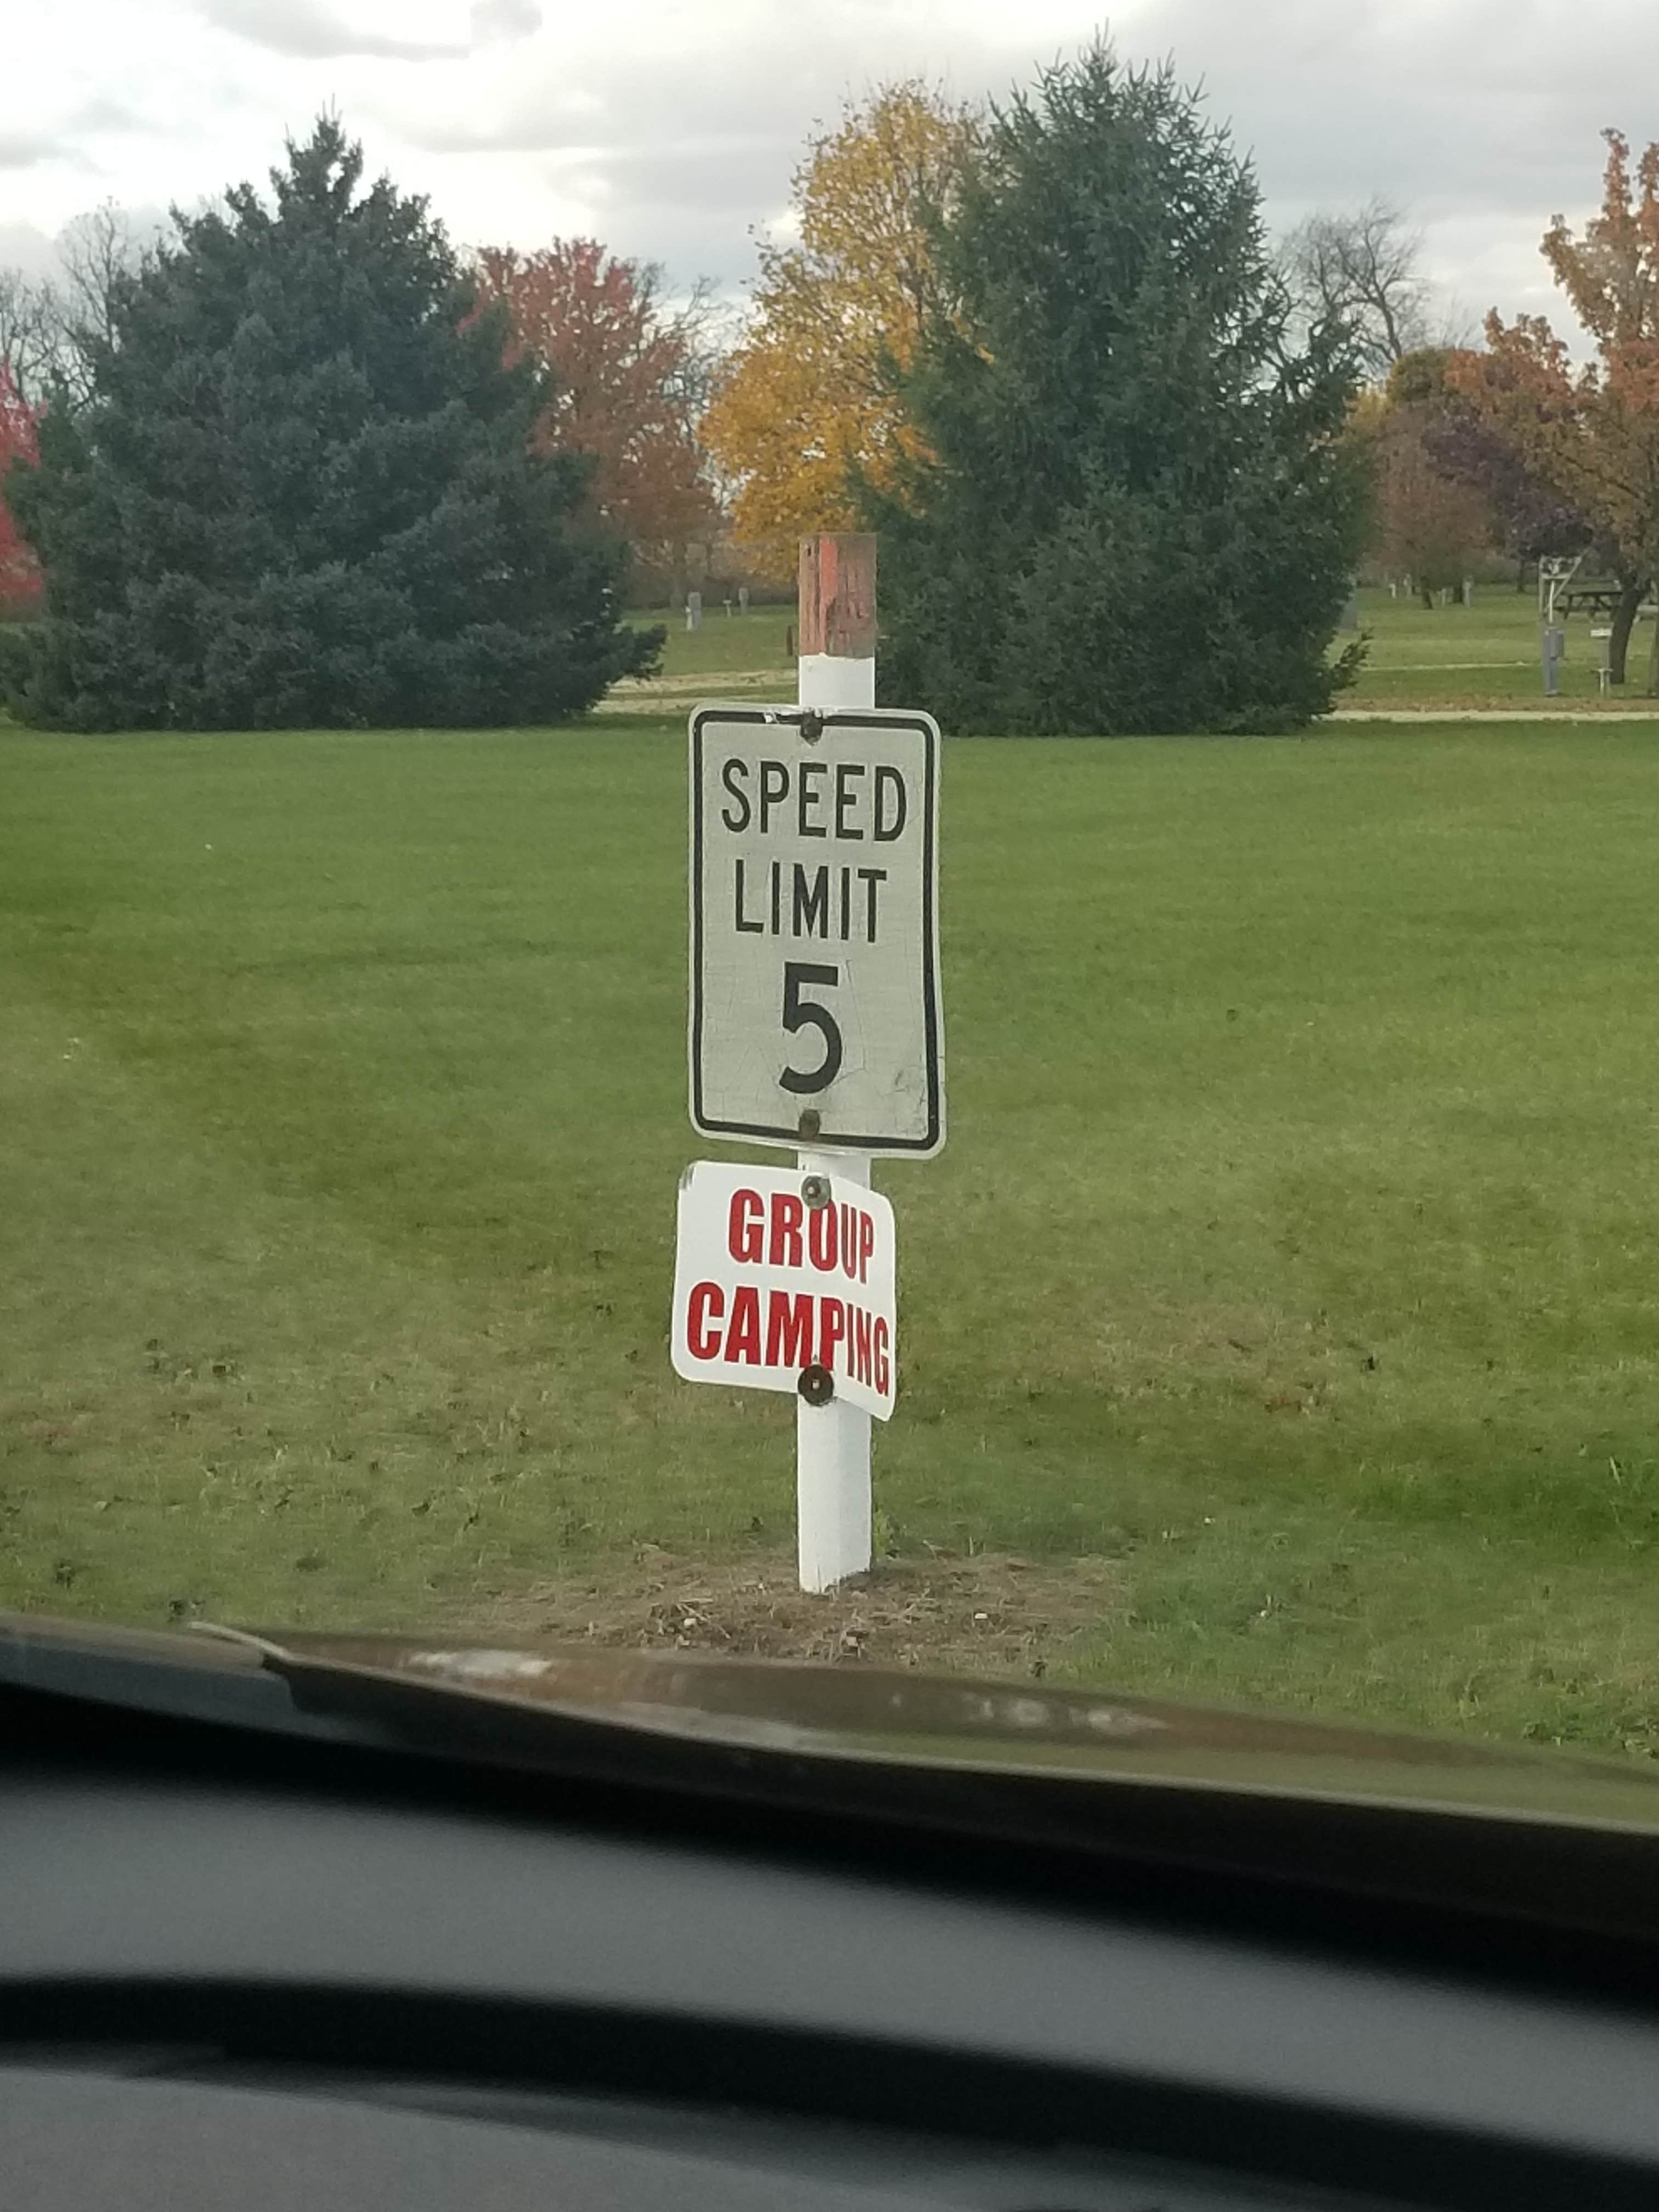 SPEED
LIMIT
5
GROUP
CAMPING